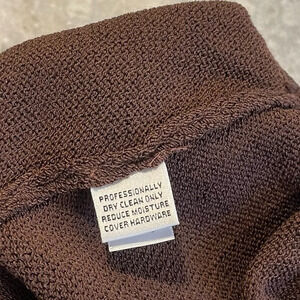 PROFESSIONALLY
DRY CLEAN ONLY
REDUCE MOISTURE
COVER HARDWARE